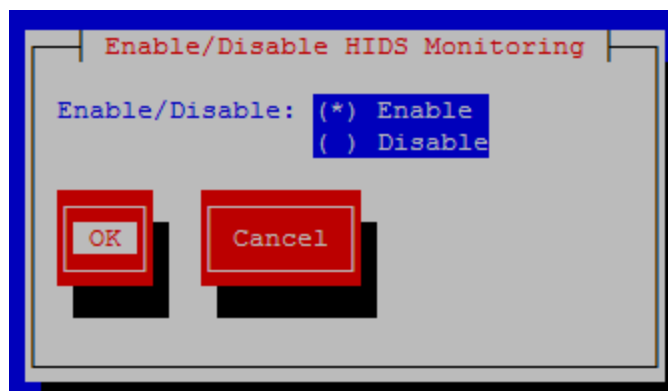 Enable/Disable HIDS Monitoring
Enable/Disable: (*) Enable
( ) Disable
OK Cancel